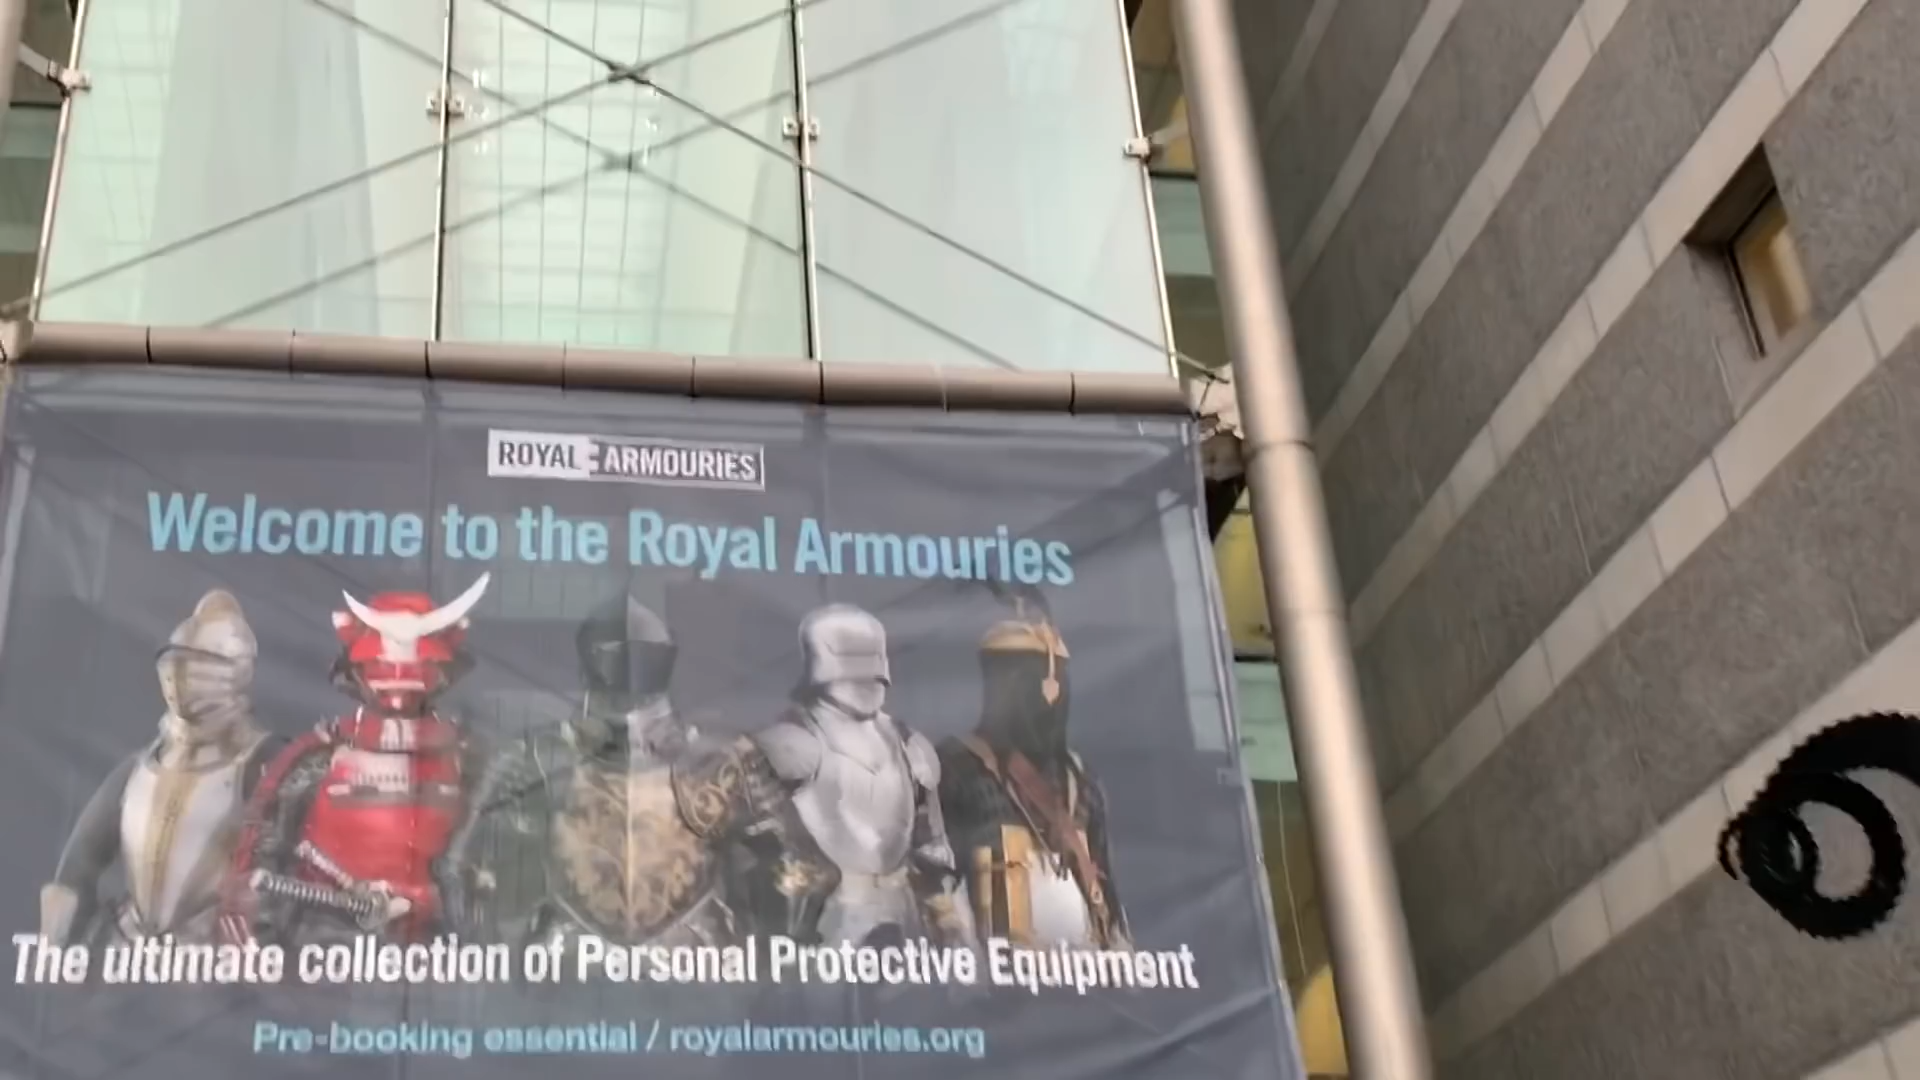 ROYAL ARMOURIES
Welcome to the Royal Armouries
The ultimate collection of Personal Protective Equipment
Pre-booking essential / royalarmouries.org